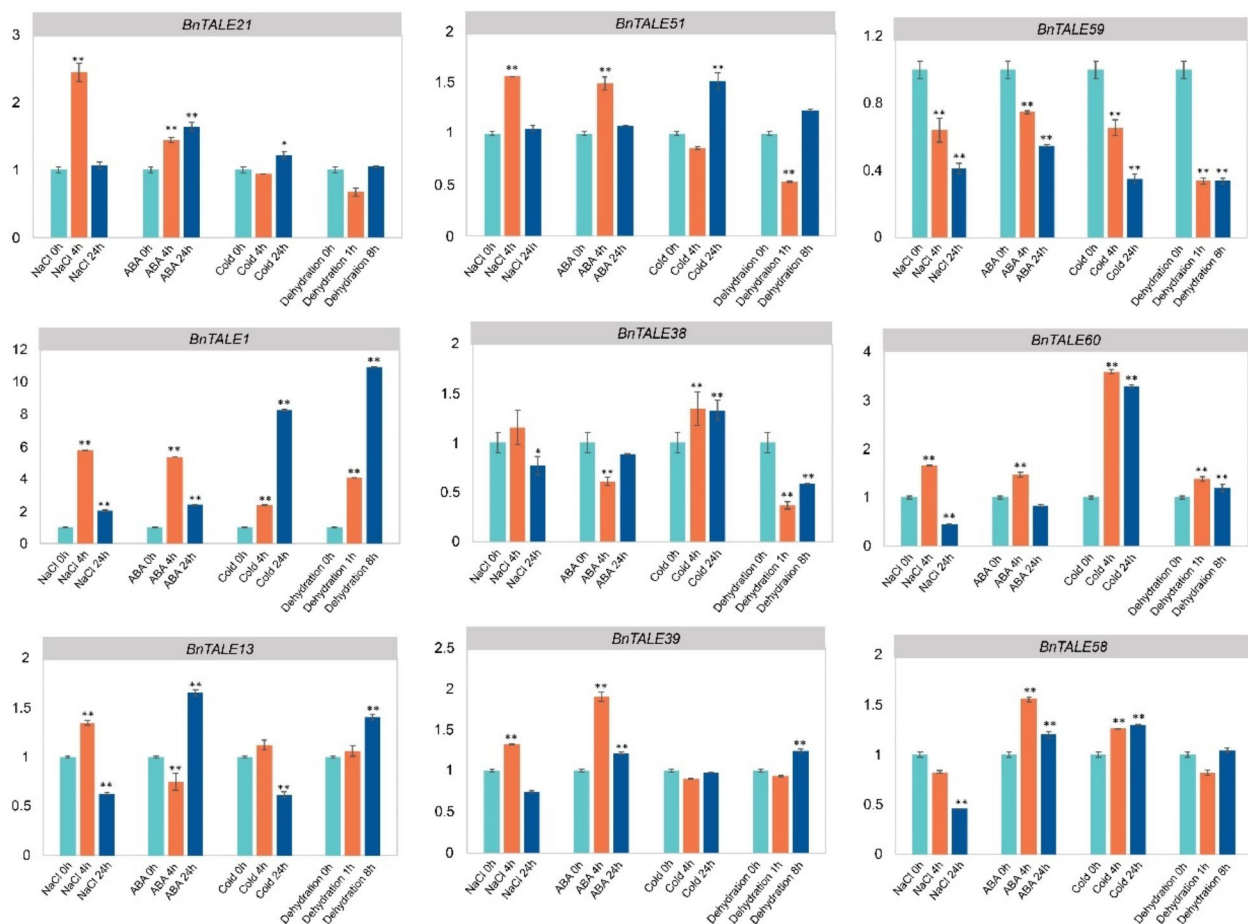 BnTALE21
3
2
1
0
**
**
**
*
NaCl 0h
NaCl 4h
NaCl 24h
ABA 0h
ABA 4h
ABA 24h
Cold 0h
Cold 4h
Cold 24h
Dehydration 0h
Dehydration 1h
Dehydration 8h
BnTALE51
2
1.5
1
0.5
0
**
**
**
**
NaCl 0h
NaCl 4h
NaCl 24h
ABA 0h
ABA 4h
ABA 24h
Cold 0h
Cold 4h
Cold 24h
Dehydration 0h
Dehydration 1h
Dehydration 8h
BnTALE59
1.2
0.8
0.4
0
**
**
**
**
**
**
**
**
NaCl 0h
NaCl 4h
NaCl 24h
ABA 0h
ABA 4h
ABA 24h
Cold 0h
Cold 4h
Cold 24h
Dehydration 0h
Dehydration 1h
Dehydration 8h
BnTALE1
12
10
8
6
4
2
0
**
**
**
**
**
**
**
**
NaCl 0h
NaCl 4h
NaCl 24h
ABA 0h
ABA 4h
ABA 24h
Cold 0h
Cold 4h
Cold 24h
Dehydration 0h
Dehydration 1h
Dehydration 8h
BnTALE38
2
1.5
1
0.5
0
*
**
**
**
**
**
NaCl 0h
NaCl 4h
NaCl 24h
ABA 0h
ABA 4h
ABA 24h
Cold 0h
Cold 4h
Cold 24h
Dehydration 0h
Dehydration 1h
Dehydration 8h
BnTALE60
4
3
2
1
0
**
**
**
**
**
**
**
NaCl 0h
NaCl 4h
NaCl 24h
ABA 0h
ABA 4h
ABA 24h
Cold 0h
Cold 4h
Cold 24h
Dehydration 0h
Dehydration 1h
Dehydration 8h
BnTALE13
2
1.5
1
0.5
0
**
**
**
**
**
**
NaCl 0h
NaCl 4h
NaCl 24h
ABA 0h
ABA 4h
ABA 24h
Cold 0h
Cold 4h
Cold 24h
Dehydration 0h
Dehydration 1h
Dehydration 8h
BnTALE39
2.5
2
1.5
1
0.5
0
**
**
**
**
NaCl 0h
NaCl 4h
NaCl 24h
ABA 0h
ABA 4h
ABA 24h
Cold 0h
Cold 4h
Cold 24h
Dehydration 0h
Dehydration 1h
Dehydration 8h
BnTALE58
2
1.5
1
0.5
0
**
**
**
**
**
NaCl 0h
NaCl 4h
NaCl 24h
ABA 0h
ABA 4h
ABA 24h
Cold 0h
Cold 4h
Cold 24h
Dehydration 0h
Dehydration 1h
Dehydration 8h